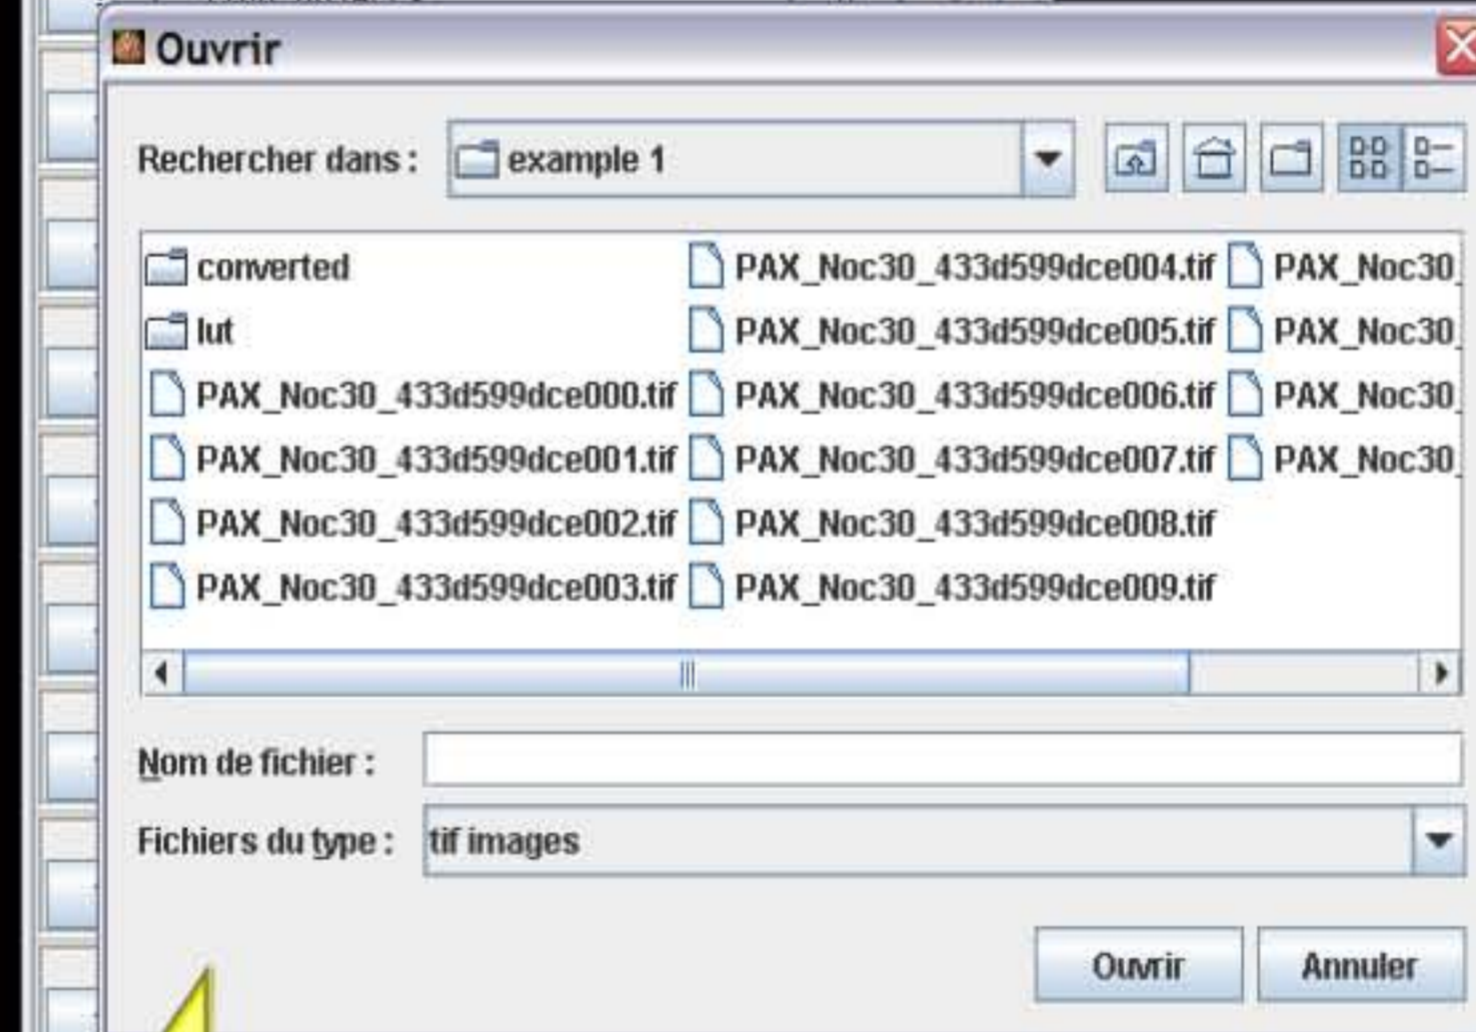 Ouvrir
Rechercher dans : example 1
converted PAX_Noc30_433d599dce004.tif PAX_Noc30_
lut PAX_Noc30_433d599dce005.tif PAX_Noc30_
PAX_Noc30_433d599dce000.tif PAX_Noc30_433d599dce006.tif PAX_Noc30_
PAX_Noc30_433d599dce001.tif PAX_Noc30_433d599dce007.tif PAX_Noc30_
PAX_Noc30_433d599dce002.tif PAX_Noc30_433d599dce008.tif
PAX_Noc30_433d599dce003.tif PAX_Noc30_433d599dce009.tif
Nom de fichier :
Fichiers du type : tif images
Ouvrir Annuler